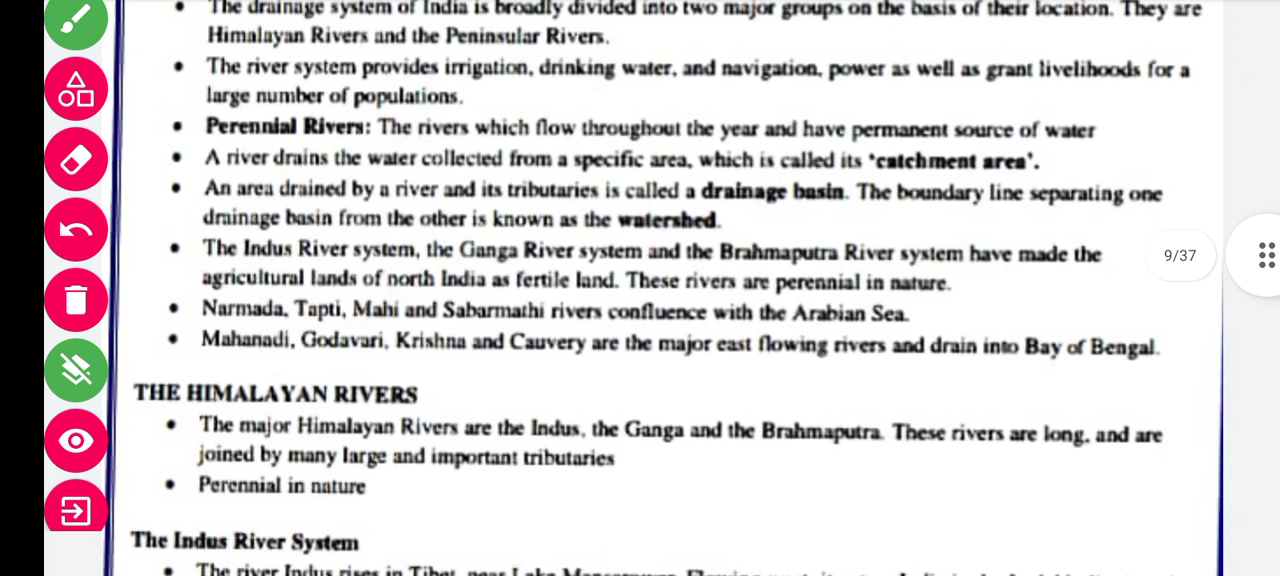 The drainage system of India is broadly divided into two major groups on the basis of their location. They are
Himalayan Rivers and the Peninsular Rivers.
The river system provides irrigation, drinking water, and navigation, power as well as grant livelihoods for a
large number of populations.
Perennial Rivers: The rivers which flow throughout the year and have permanent source of water
A river drains the water collected from a specific area, which is called its 'catchment area'.
An area drained by a river and its tributaries is called a drainage basin. The boundary line separating one
drainage basin from the other is known as the watershed.
The Indus River system, the Ganga River system and the Brahmaputra River system have made the
9/37
agricultural lands of north India as fertile land. These rivers are perennial in nature.
Narmada, Tapti, Mahi and Sabarmathi rivers confluence with the Arabian Sea.
Mahanadi, Godavari, Krishna and Cauvery are the major east flowing rivers and drain into Bay of Bengal.
THE HIMALAYAN RIVERS
The major Himalayan Rivers are the Indus, the Ganga and the Brahmaputra. These rivers are long, and are
joined by many large and important tributaries
Perennial in nature
The Indus River System
The river Indus rises in Tibet, near Lake